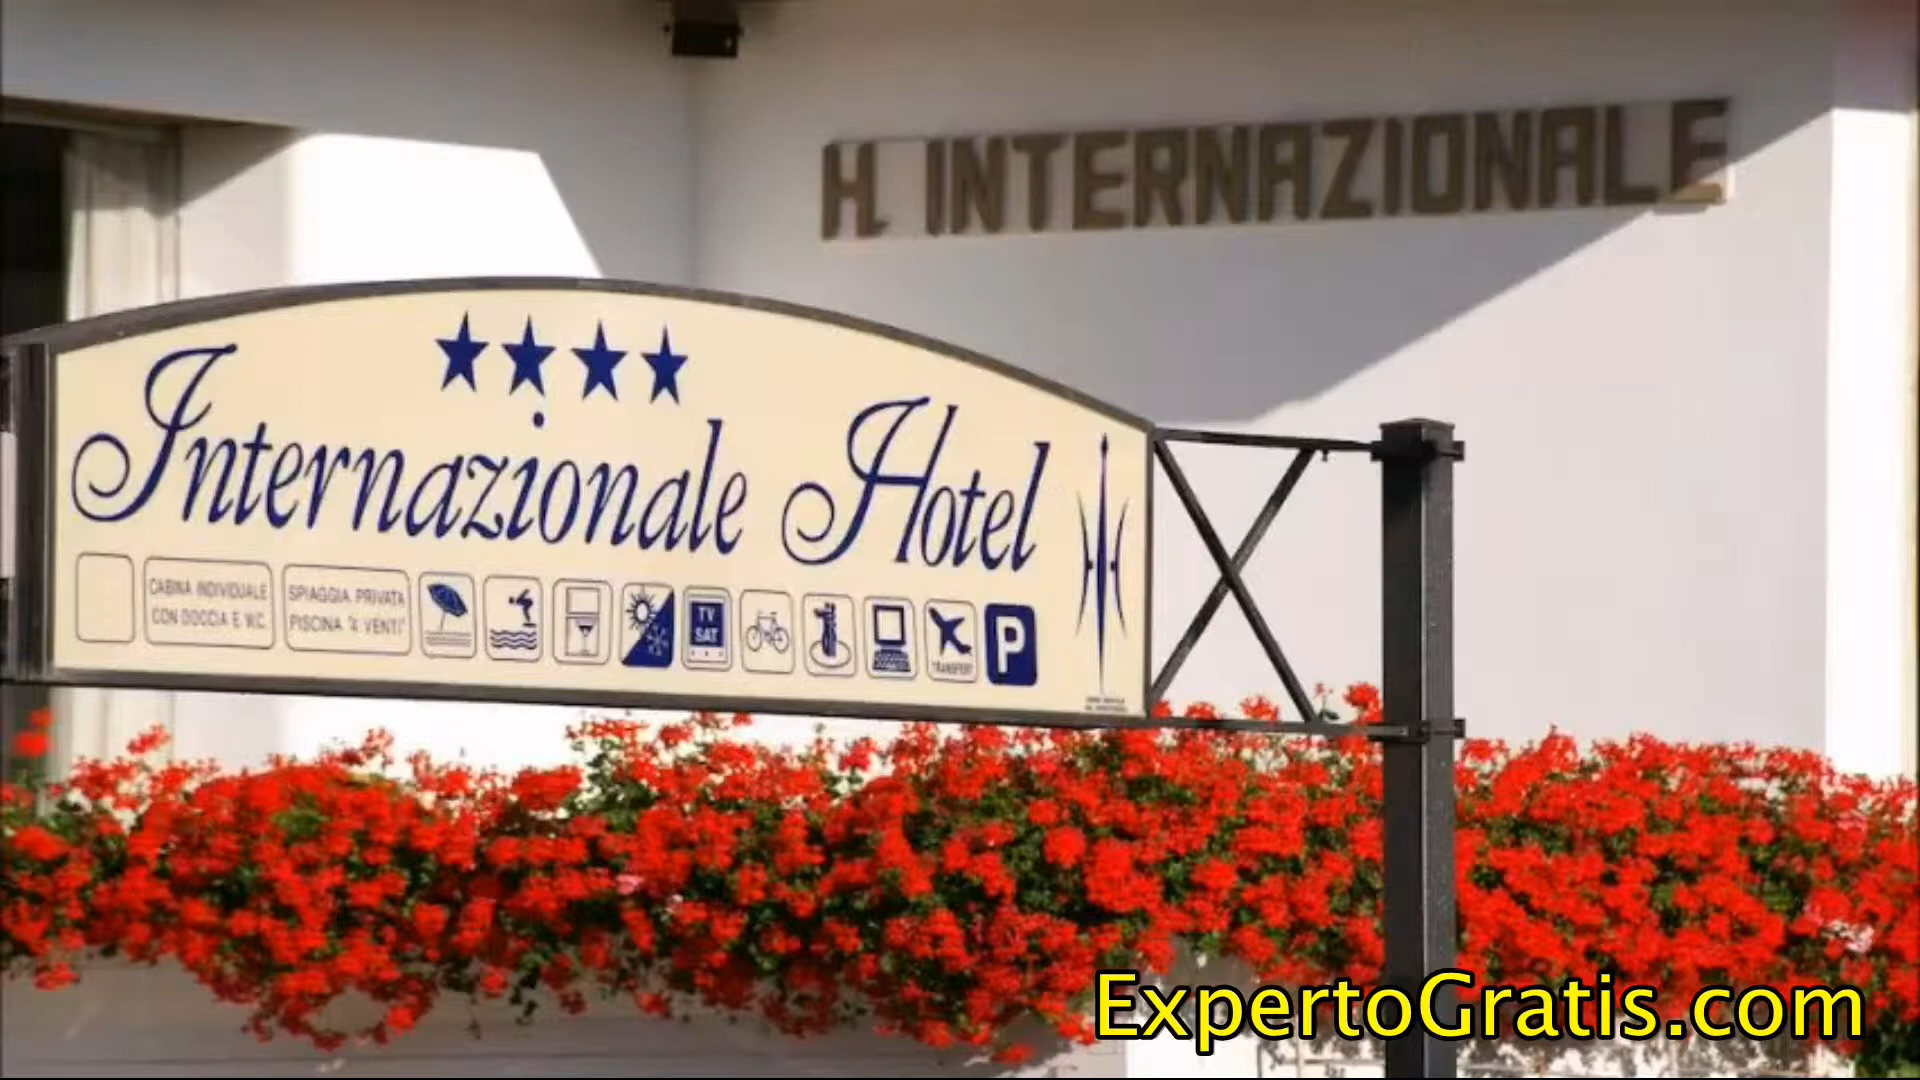 H. INTERNAZIONALE
Internazionale Hotel
CABINA INDIVIDUALE
CON DOCCIA E W.C.
SPIAGGIA PRIVATA
PISCINA "4 VENTI"
TV
SAT
TRANSFERT
P
ExpertoGratis.com